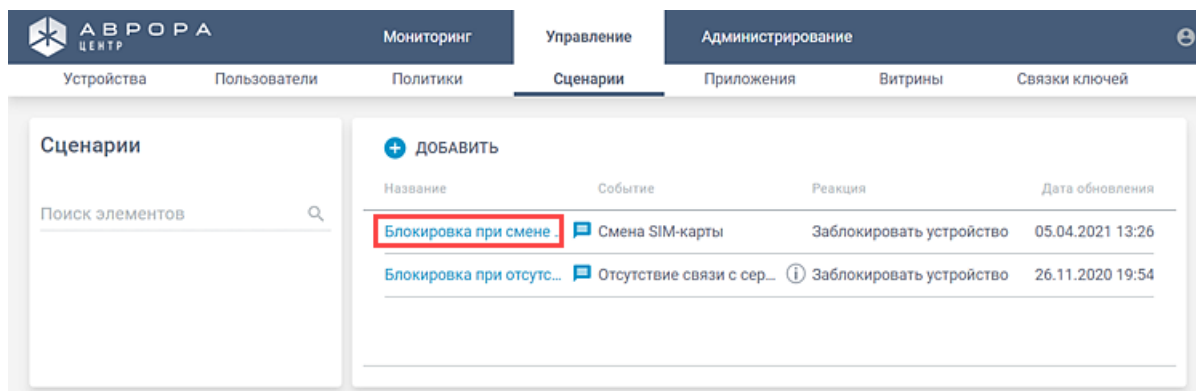 АВРОРА
ЦЕНТР
Мониторинг Управление Администрирование
Устройства Пользователи Политики Сценарии Приложения Витрины Связки ключей
Сценарии
Поиск элементов
ДОБАВИТЬ
Название Событие Реакция Дата обновления
Блокировка при смене . Смена SIM-карты Заблокировать устройство 05.04.2021 13:26
Блокировка при отсутс... Отсутствие связи с сер... Заблокировать устройство 26.11.2020 19:54